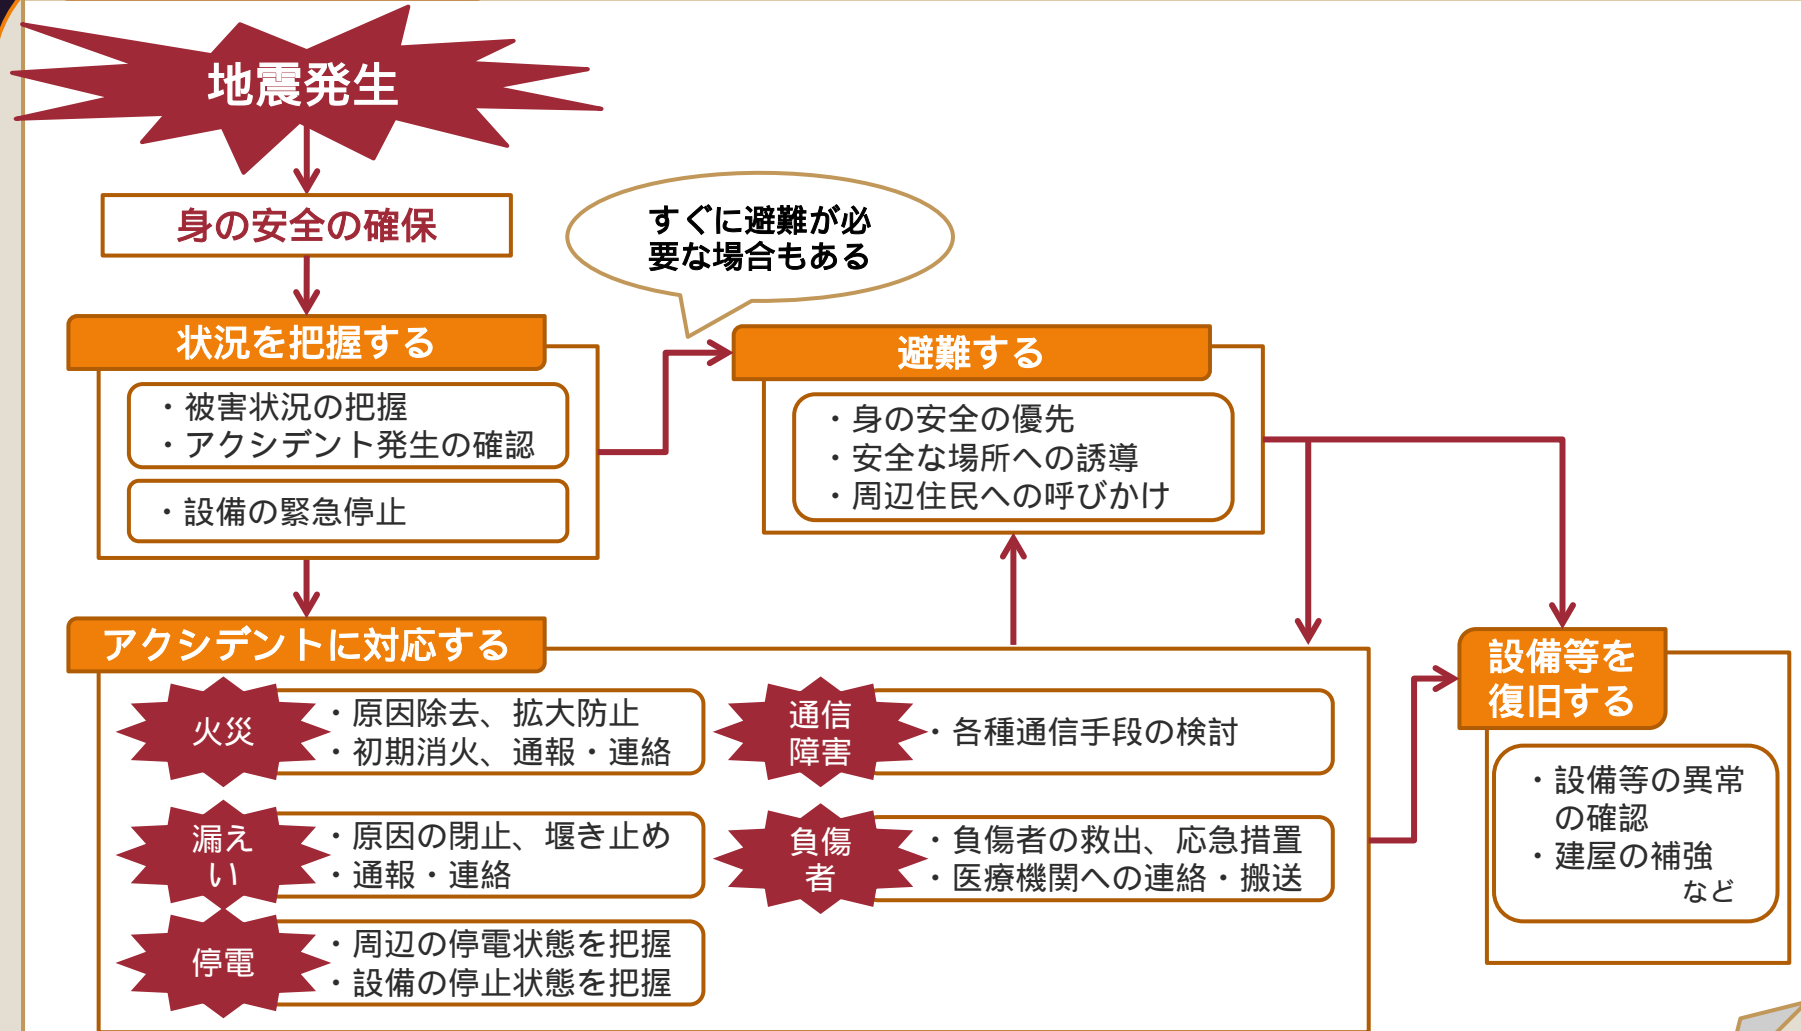 地震発生
身の安全の確保
すぐに避難が必
要な場合もある
状況を把握する
・被害状況の把握
・アクシデント発生の確認
・設備の緊急停止
避難する
・身の安全の優先
・安全な場所への誘導
・周辺住民への呼びかけ
アクシデントに対応する
火災
・原因除去、拡大防止
・初期消火、通報・連絡
漏え
い
・原因の閉止、堰き止め
・通報・連絡
停電
・周辺の停電状態を把握
・設備の停止状態を把握
通信
障害
・各種通信手段の検討
負傷
者
・負傷者の救出、応急措置
・医療機関への連絡・搬送
設備等を
復旧する
・設備等の異常
の確認
・建屋の補強
など